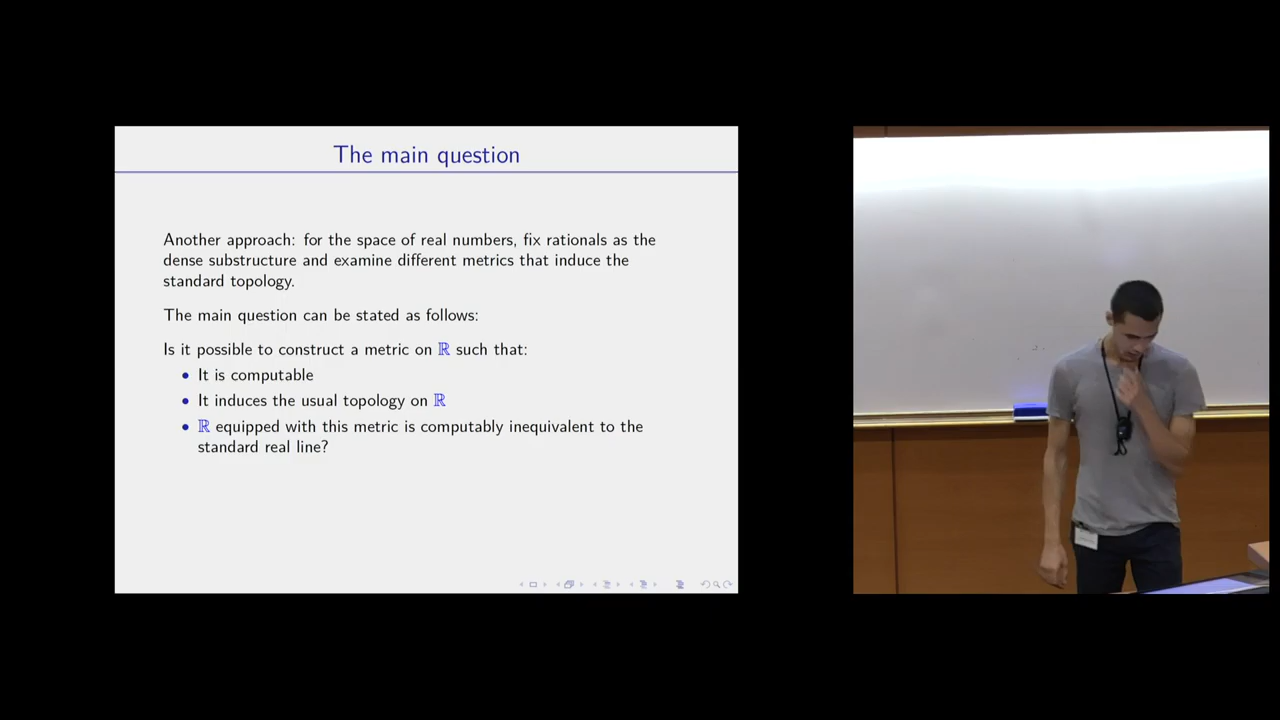 The main question
Another approach: for the space of real numbers, fix rationals as the
dense substructure and examine different metrics that induce the
standard topology.
The main question can be stated as follows:
Is it possible to construct a metric on ℝ such that:
• It is computable
• It induces the usual topology on ℝ
• ℝ equipped with this metric is computably inequivalent to the
standard real line?